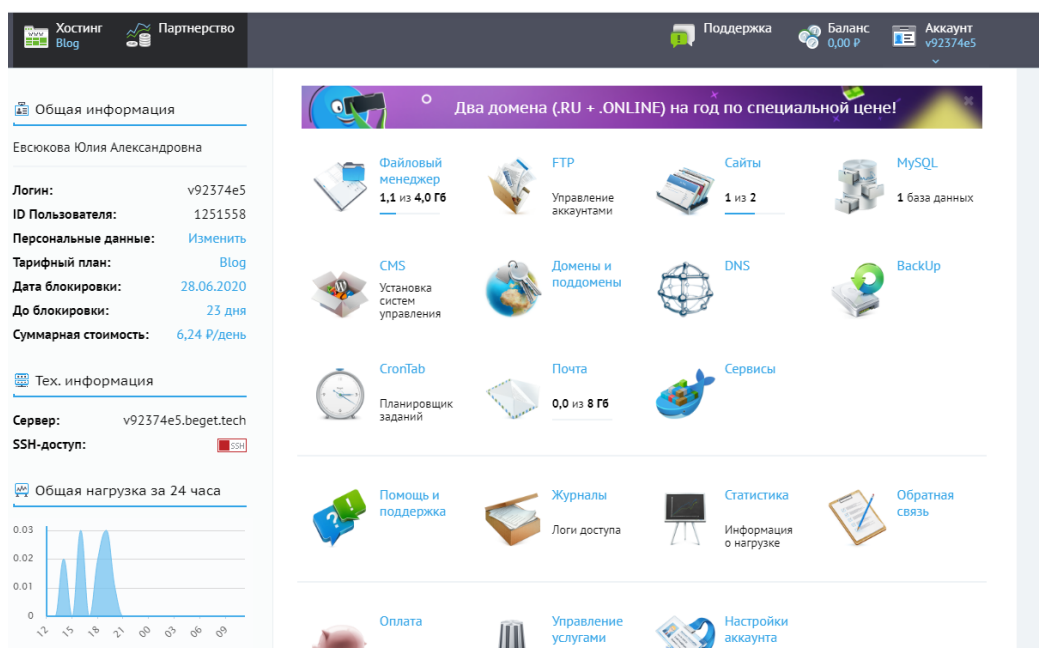 Хостинг
Blog
Партнерство
Поддержка
Баланс
0,00 ₽
Аккаунт
v92374e5
Общая информация
Евсюкова Юлия Александровна
Логин: v92374e5
ID Пользователя: 1251558
Персональные данные: Изменить
Тарифный план: Blog
Дата блокировки: 28.06.2020
До блокировки: 23 дня
Суммарная стоимость: 6,24 ₽/день
Тех. информация
Сервер: v92374e5.beget.tech
SSH-доступ: SSH
Общая нагрузка за 24 часа
0.03
0.02
0.01
0
12 15 18 21 00 03 06 09
Два домена (.RU + .ONLINE) на год по специальной цене!
Файловый
менеджер
1,1 из 4,0 Гб
FTP
Управление
аккаунтами
Сайты
1 из 2
MySQL
1 база данных
CMS
Установка
систем
управления
Домены и
поддомены
DNS
BackUp
CronTab
Планировщик
заданий
Почта
0,0 из 8 Гб
Сервисы
Помощь и
поддержка
Журналы
Логи доступа
Статистика
Информация
о нагрузке
Обратная
связь
Оплата
Управление
услугами
Настройки
аккаунта